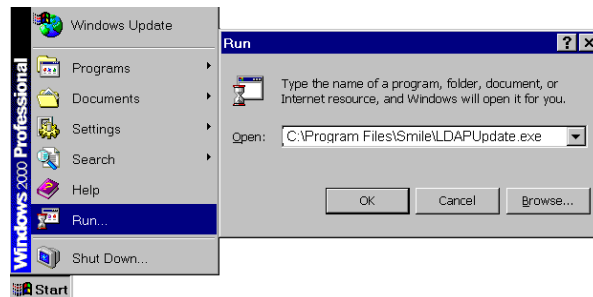 Windows Update
Programs
Documents
Settings
Search
Help
Run...
Shut Down...
Start
Windows 2000 Professional
Run
Type the name of a program, folder, document, or
Internet resource, and Windows will open it for you.
Open: C:\Program Files\Smile\LDAPUpdate.exe
OK Cancel Browse...